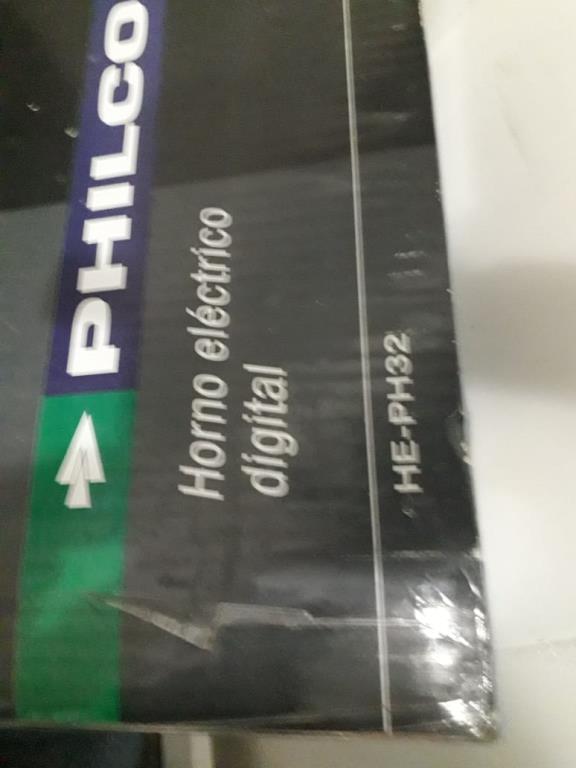 PHILCO
Horno eléctrico
digital
HE-PH32